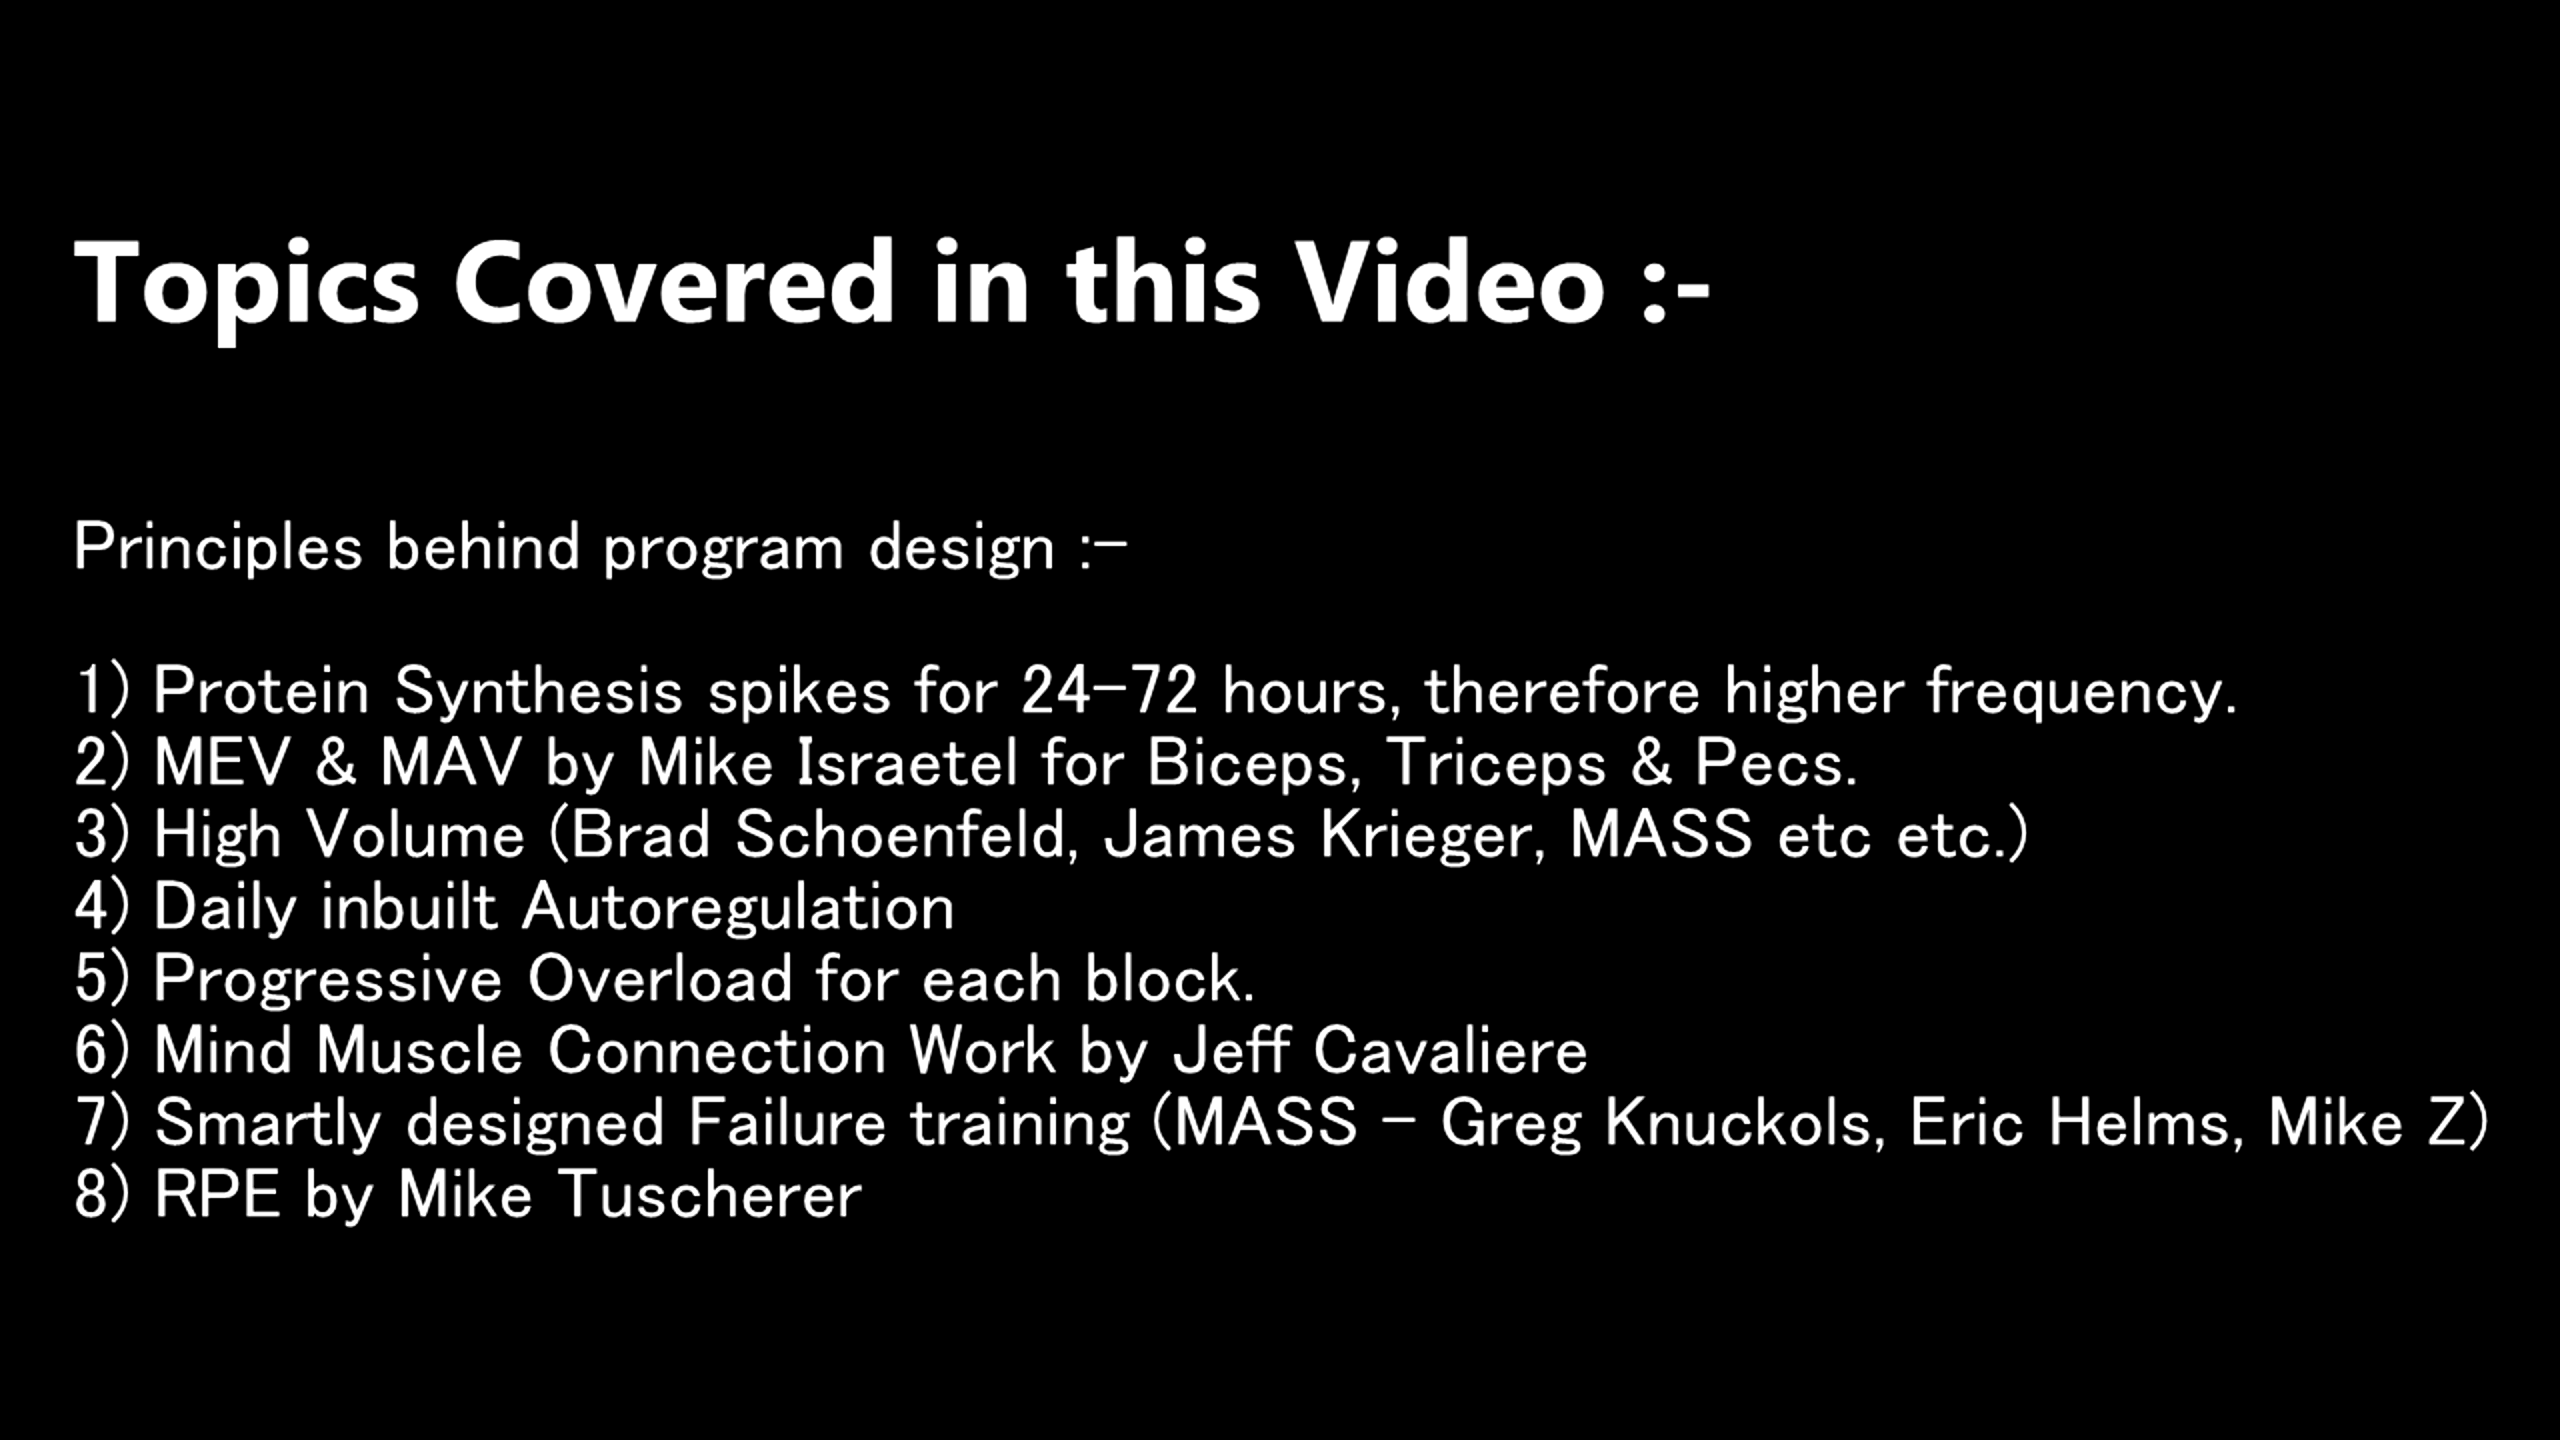 Topics Covered in this Video :-
Principles behind program design :-
1) Protein Synthesis spikes for 24-72 hours, therefore higher frequency.
2) MEV & MAV by Mike Israetel for Biceps, Triceps & Pecs.
3) High Volume (Brad Schoenfeld, James Krieger, MASS etc etc.)
4) Daily inbuilt Autoregulation
5) Progressive Overload for each block.
6) Mind Muscle Connection Work by Jeff Cavaliere
7) Smartly designed Failure training (MASS - Greg Knuckols, Eric Helms, Mike Z)
8) RPE by Mike Tuscherer